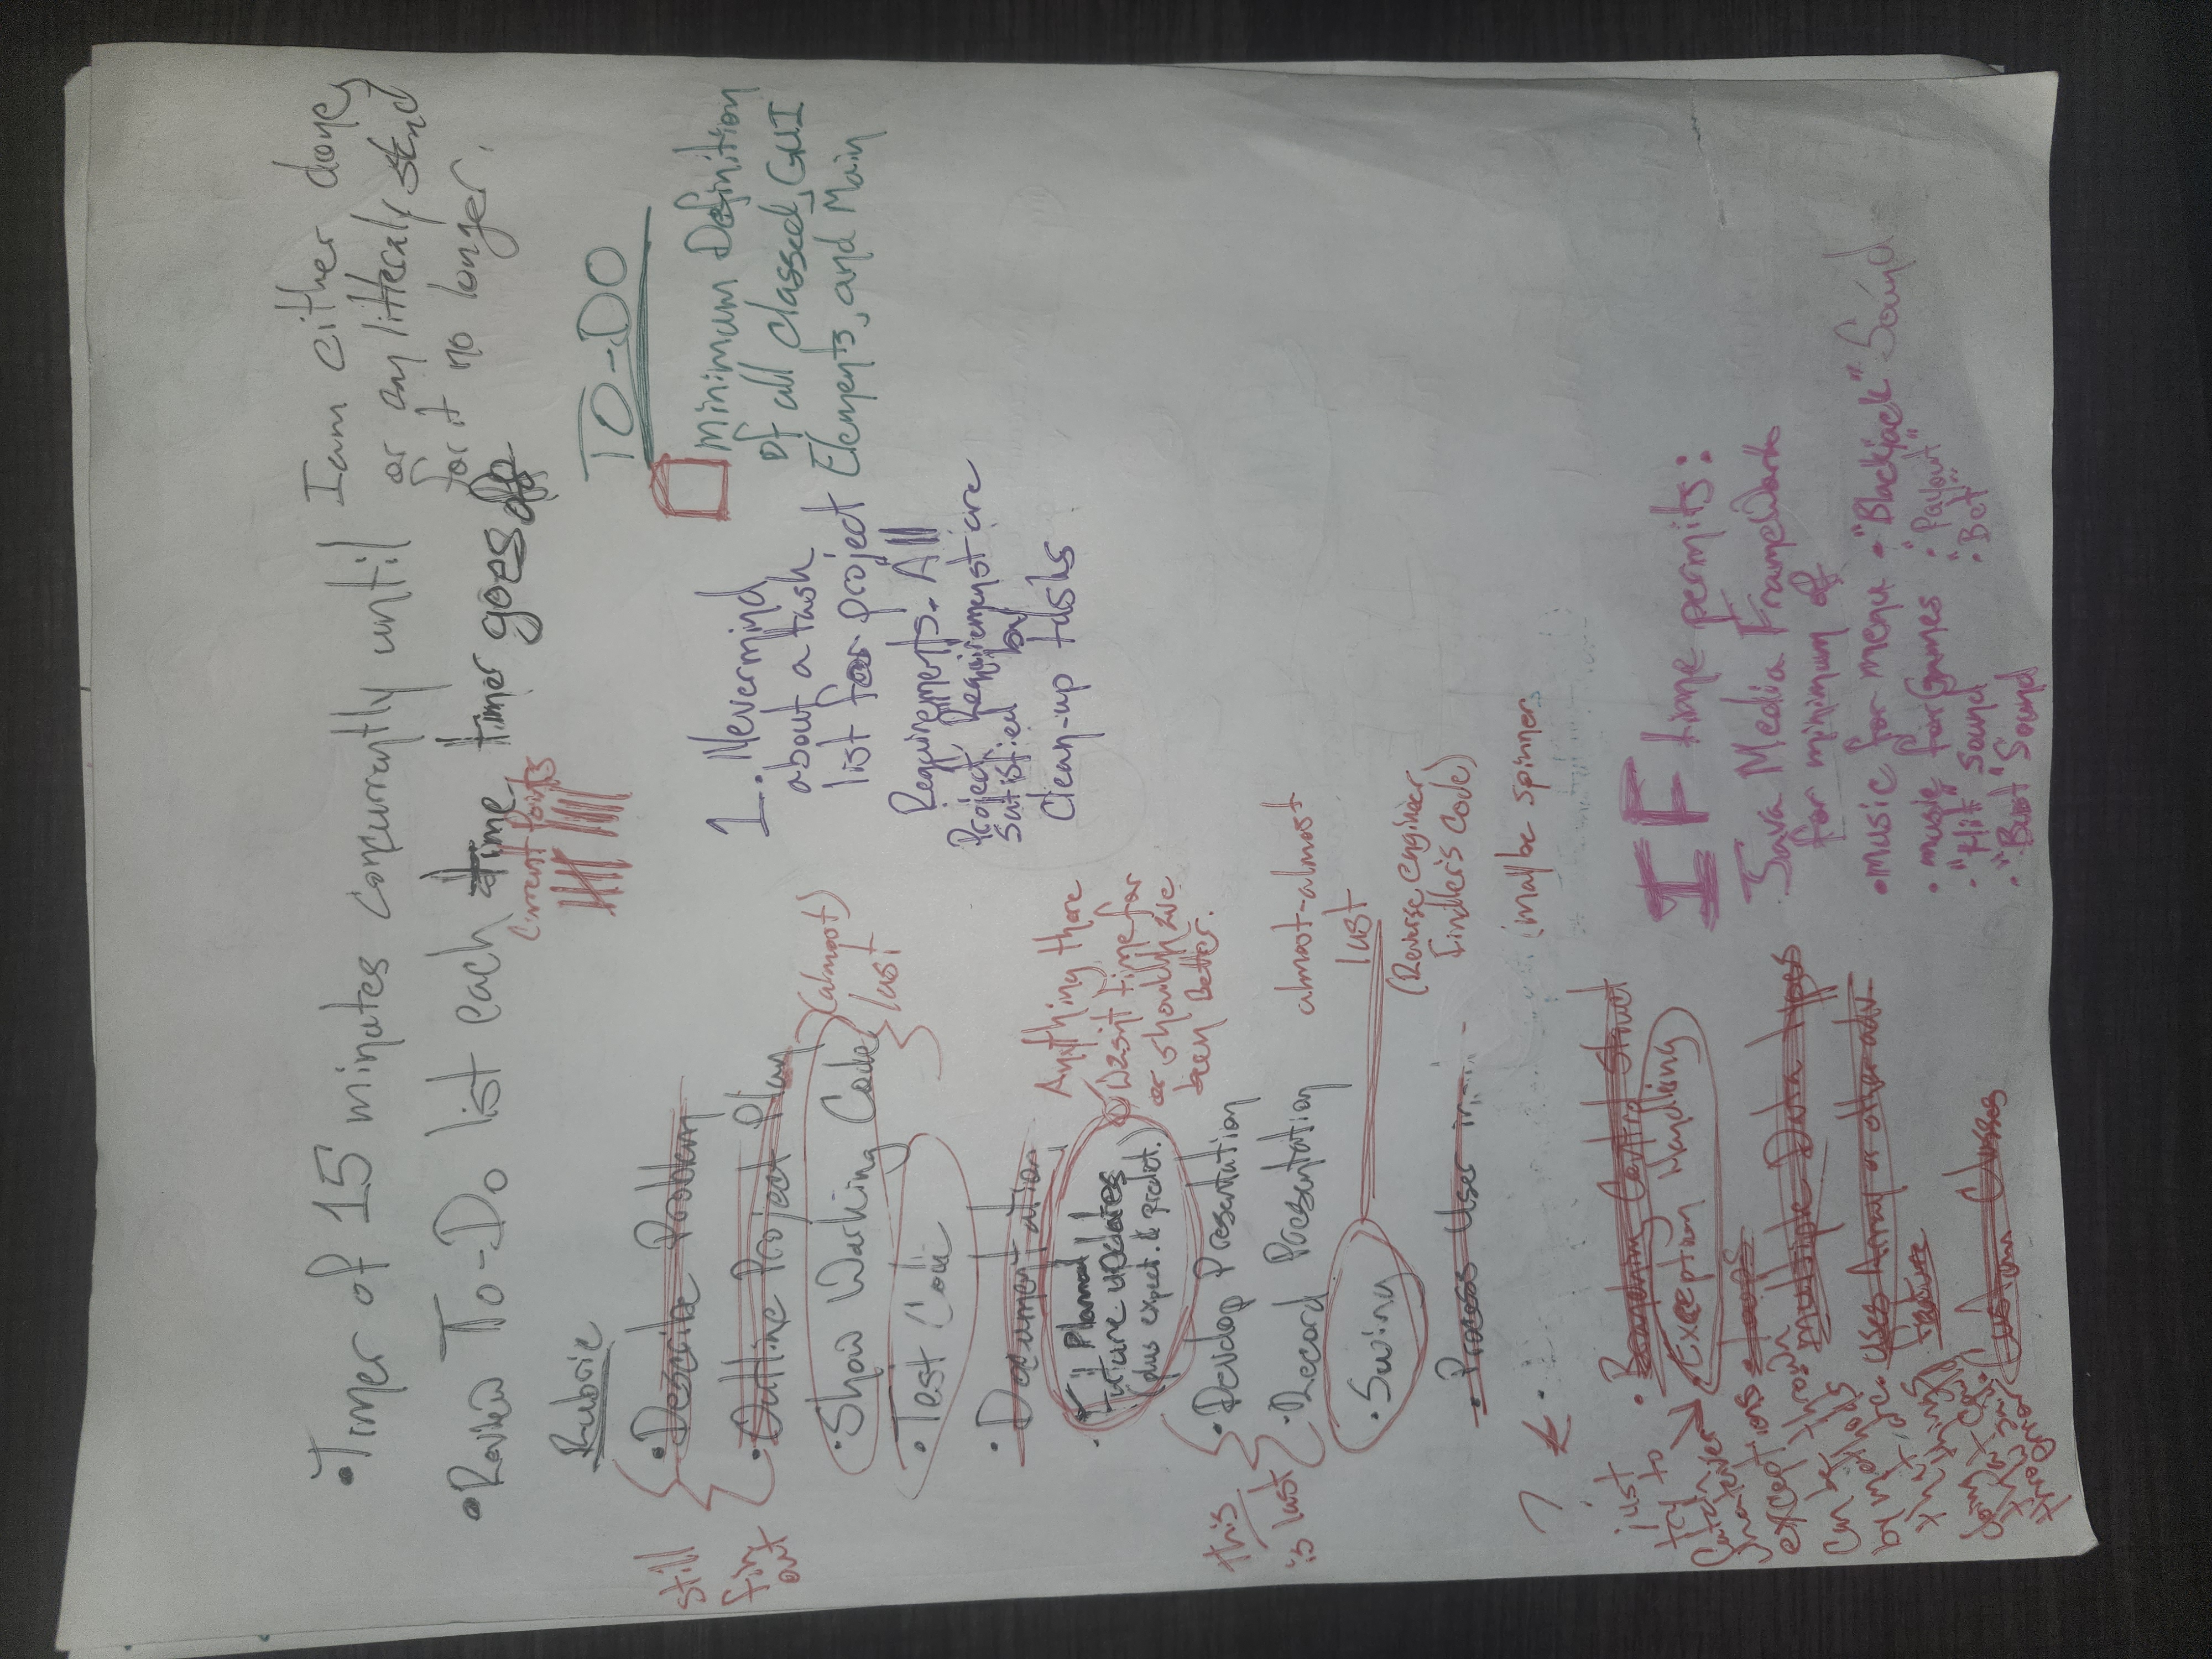 •Timer of 15 minutes concurrently until I am either done,
or am litteraly stand
for it no longer.
•Review To-Do list each time timer goes off
Current Points
Rubric
still
fih
out
•Describe Problem
•Outline Project Plan
•Show Working Code
•Test Code
(almost)
last
•Documentation
•Planned
Future updates
(plus expect. & predict.)
Anything there
wasn't time for
or should have
been Better.
this
is last
•Develop Presentation
•Record Presentation
•Swing
almost-almost
last
(Reverse engineer
Findler's Code)
(maybe spinner
•Process User in
?
•Branching Control Struct
•Exception Handling
•Loops
multiple Data types
uses Array or other adv.
feature
Custom Classes
just
try to
Catch
whatever
exceptions
can be thrown
by methods
that are
doing things
that could
throw said
error
1. Nevermind
about a task
list for project
Requirements. All
Project Requiremenst are
satisfied by
Clean-up tasks
TO-DO
Minimum Definition
of all classed, GUI
Elements, and Main
IF time permits:
Java Media FrameWork
for minimum of
•music for menu
•music for Games
•"Hit" sound
•"Bust" Sound
•"Blackjack" Sound
•"Payout"
•"Bet"